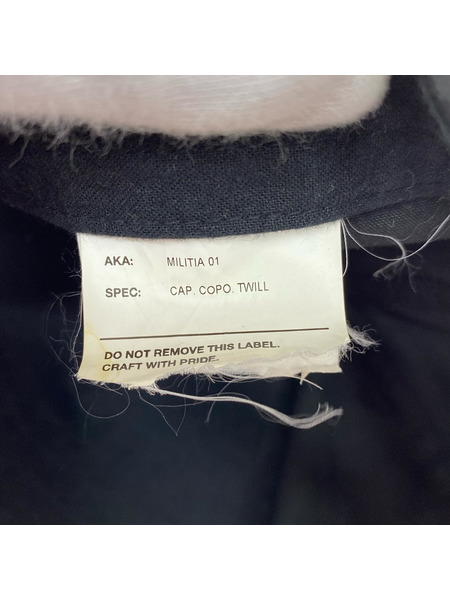 AKA: MILITIA 01
SPEC: CAP. COPO. TWILL
DO NOT REMOVE THIS LABEL.
CRAFT WITH PRIDE.